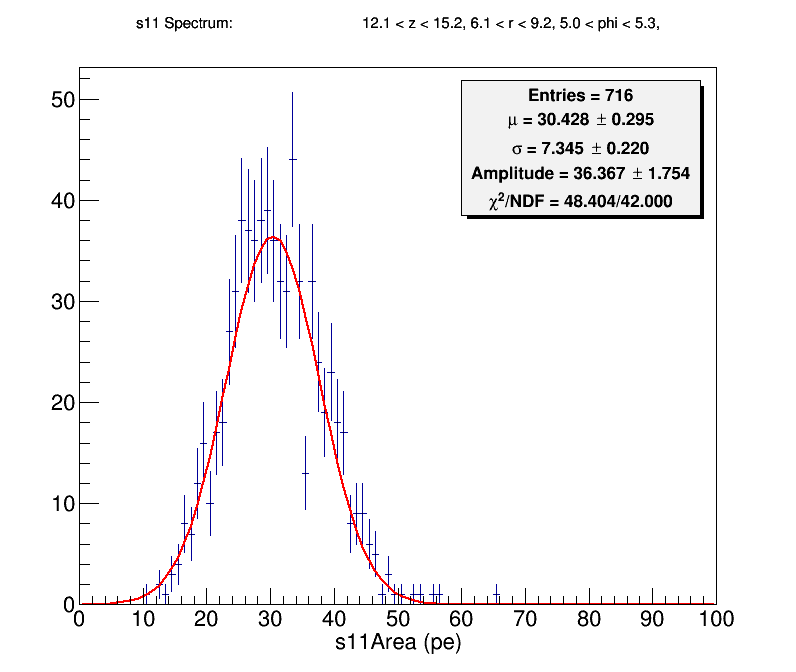 s11 Spectrum: 12.1 < z < 15.2, 6.1 < r < 9.2, 5.0 < phi < 5.3,
Entries = 716
μ = 30.428 ± 0.295
σ = 7.345 ± 0.220
Amplitude = 36.367 ± 1.754
χ²/NDF = 48.404/42.000
50
40
30
20
10
0
0 10 20 30 40 50 60 70 80 90 100
s11Area (pe)